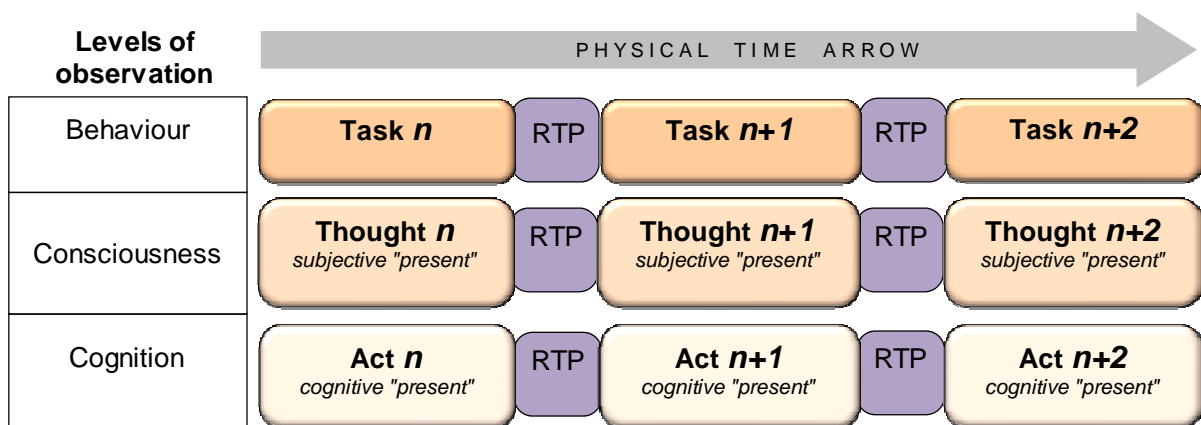 Levels of
observation
PHYSICAL TIME ARROW
Behaviour
Task n
RTP
Task n+1
RTP
Task n+2
Consciousness
Thought n
subjective "present"
RTP
Thought n+1
subjective "present"
RTP
Thought n+2
subjective "present"
Cognition
Act n
cognitive "present"
RTP
Act n+1
cognitive "present"
RTP
Act n+2
cognitive "present"